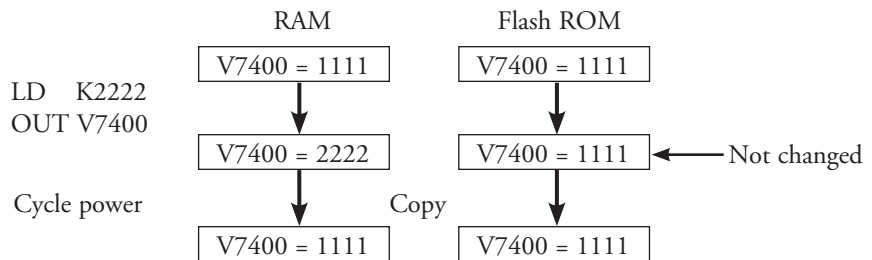 RAM Flash ROM
V7400 = 1111 V7400 = 1111
LD K2222
OUT V7400
V7400 = 2222 V7400 = 1111 Not changed
Cycle power Copy
V7400 = 1111 V7400 = 1111